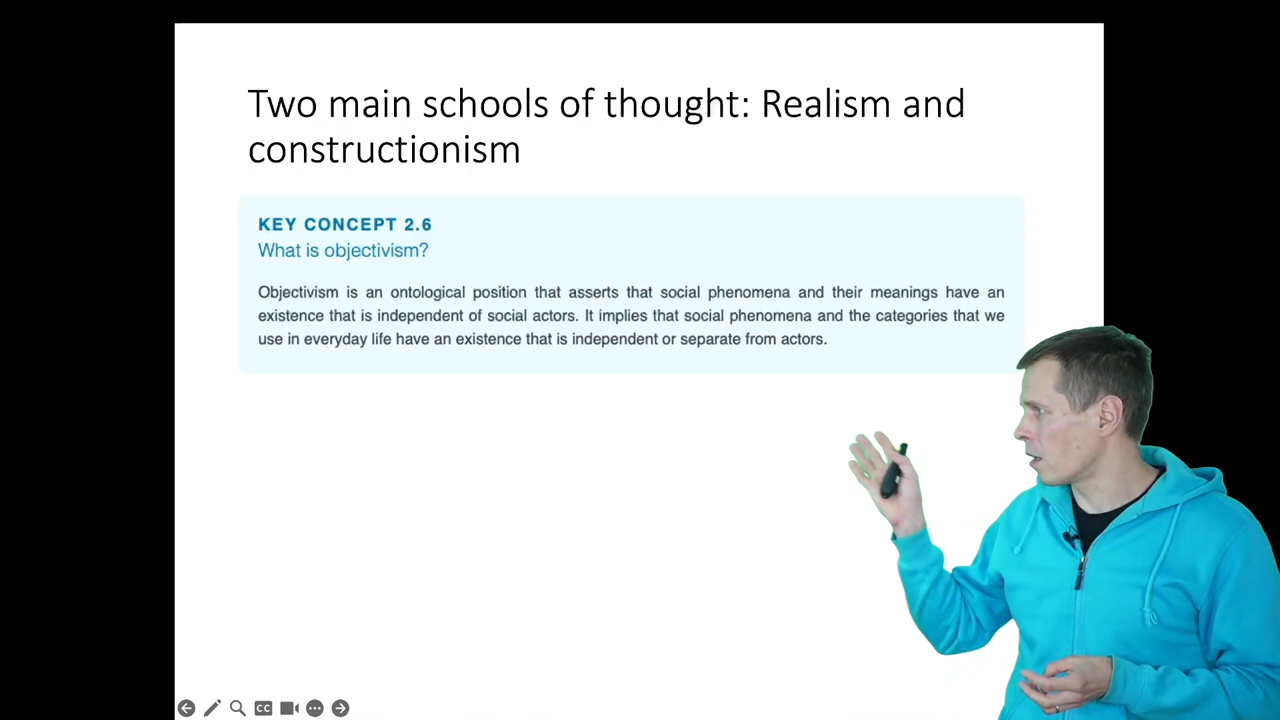 Two main schools of thought: Realism and
constructionism
KEY CONCEPT 2.6
What is objectivism?
Objectivism is an ontological position that asserts that social phenomena and their meanings have an
existence that is independent of social actors. It implies that social phenomena and the categories that we
use in everyday life have an existence that is independent or separate from actors.
CC